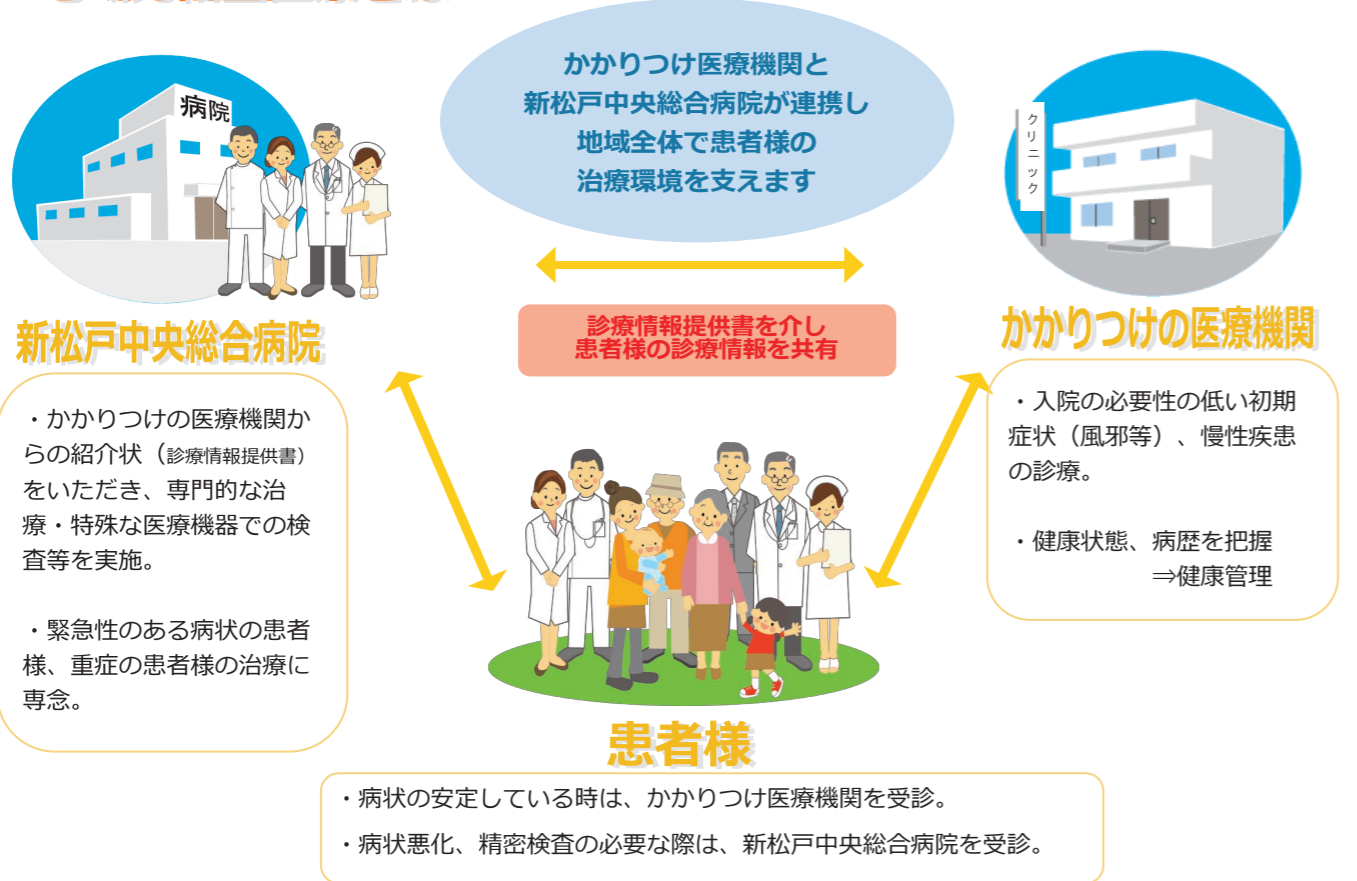 かかりつけ医療機関と
新松戸中央総合病院が連携し
地域全体で患者様の
治療環境を支えます
病院
クリニック
診療情報提供書を介し
患者様の診療情報を共有
新松戸中央総合病院
・かかりつけの医療機関か
らの紹介状（診療情報提供書）
をいただき、専門的な治
療・特殊な医療機器での検
査等を実施。
・緊急性のある病状の患者
様、重症の患者様の治療に
専念。
かかりつけの医療機関
・入院の必要性の低い初期
症状（風邪等）、慢性疾患
の診療。
・健康状態、病歴を把握
⇒健康管理
患者様
・病状の安定している時は、かかりつけ医療機関を受診。
・病状悪化、精密検査の必要な際は、新松戸中央総合病院を受診。